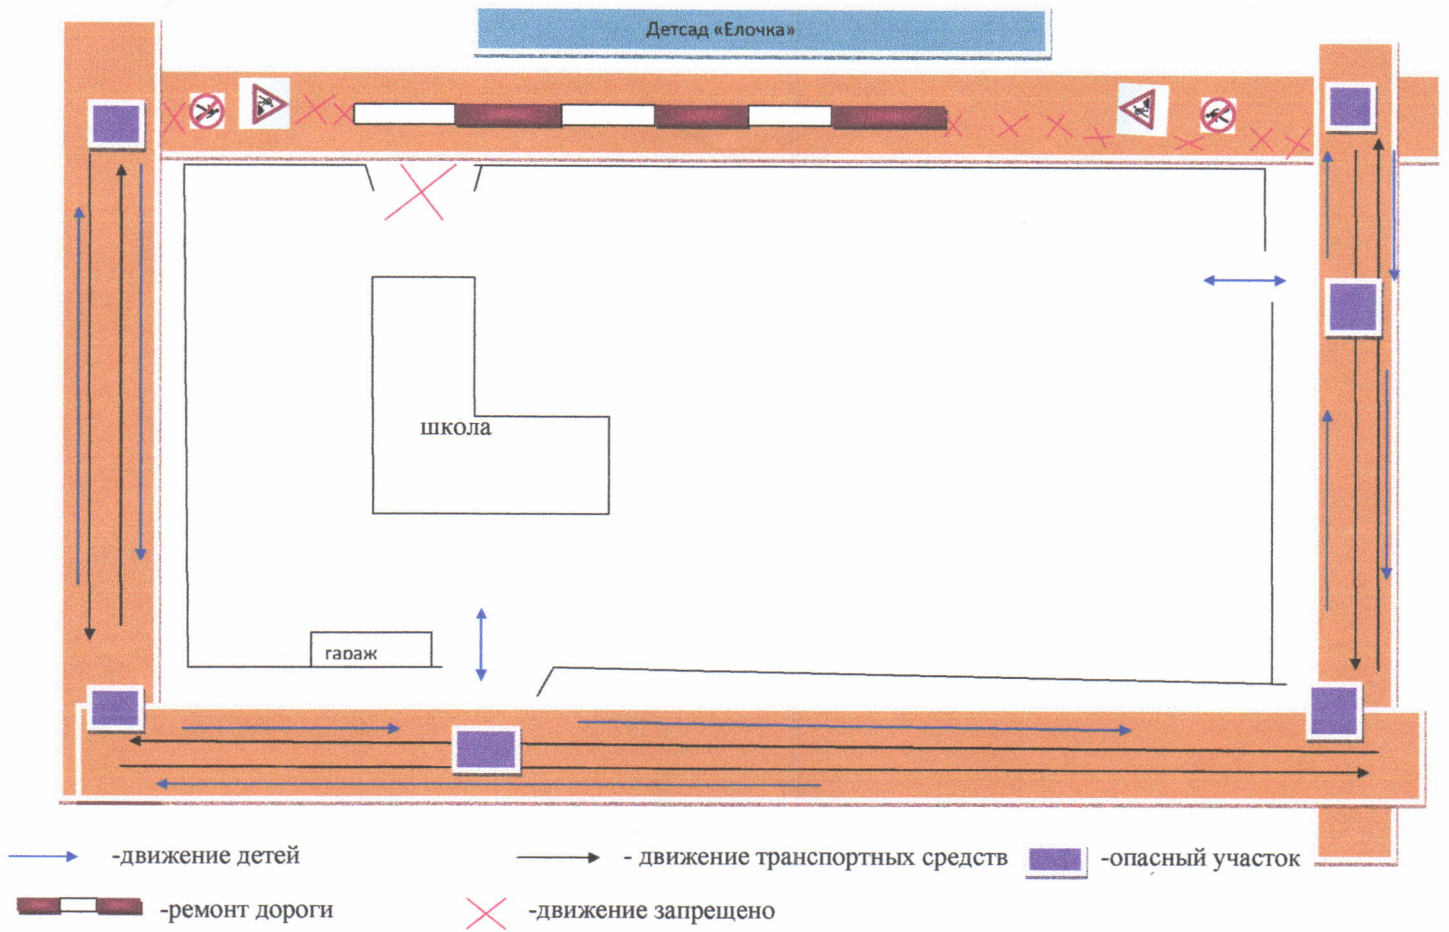 Детсад «Елочка»
школа
гараж
-движение детей
- движение транспортных средств
-опасный участок
-ремонт дороги
-движение запрещено